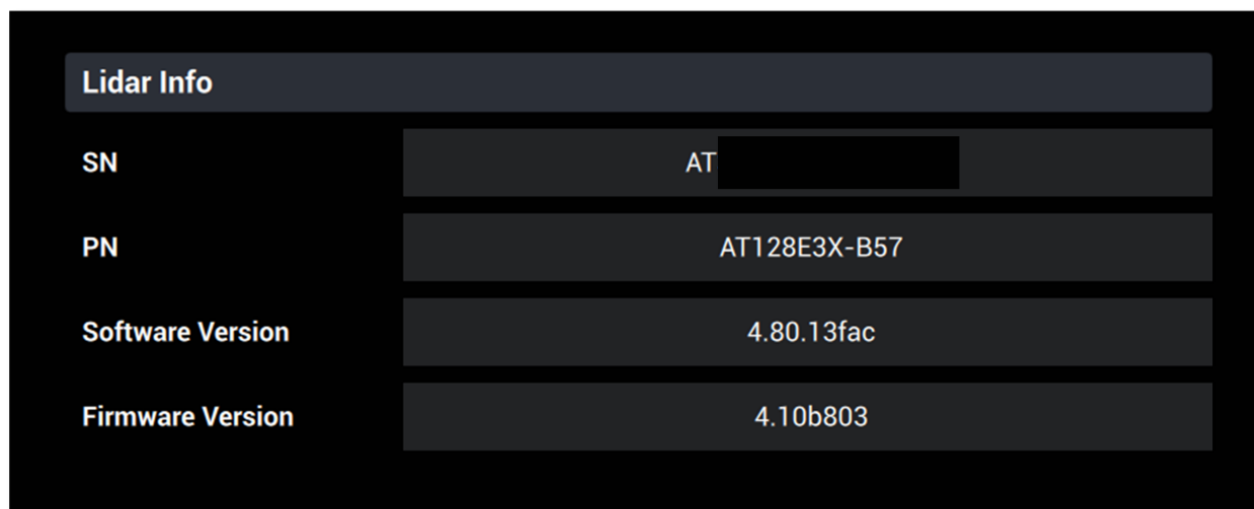 Lidar Info
SN AT
PN AT128E3X-B57
Software Version 4.80.13fac
Firmware Version 4.10b803